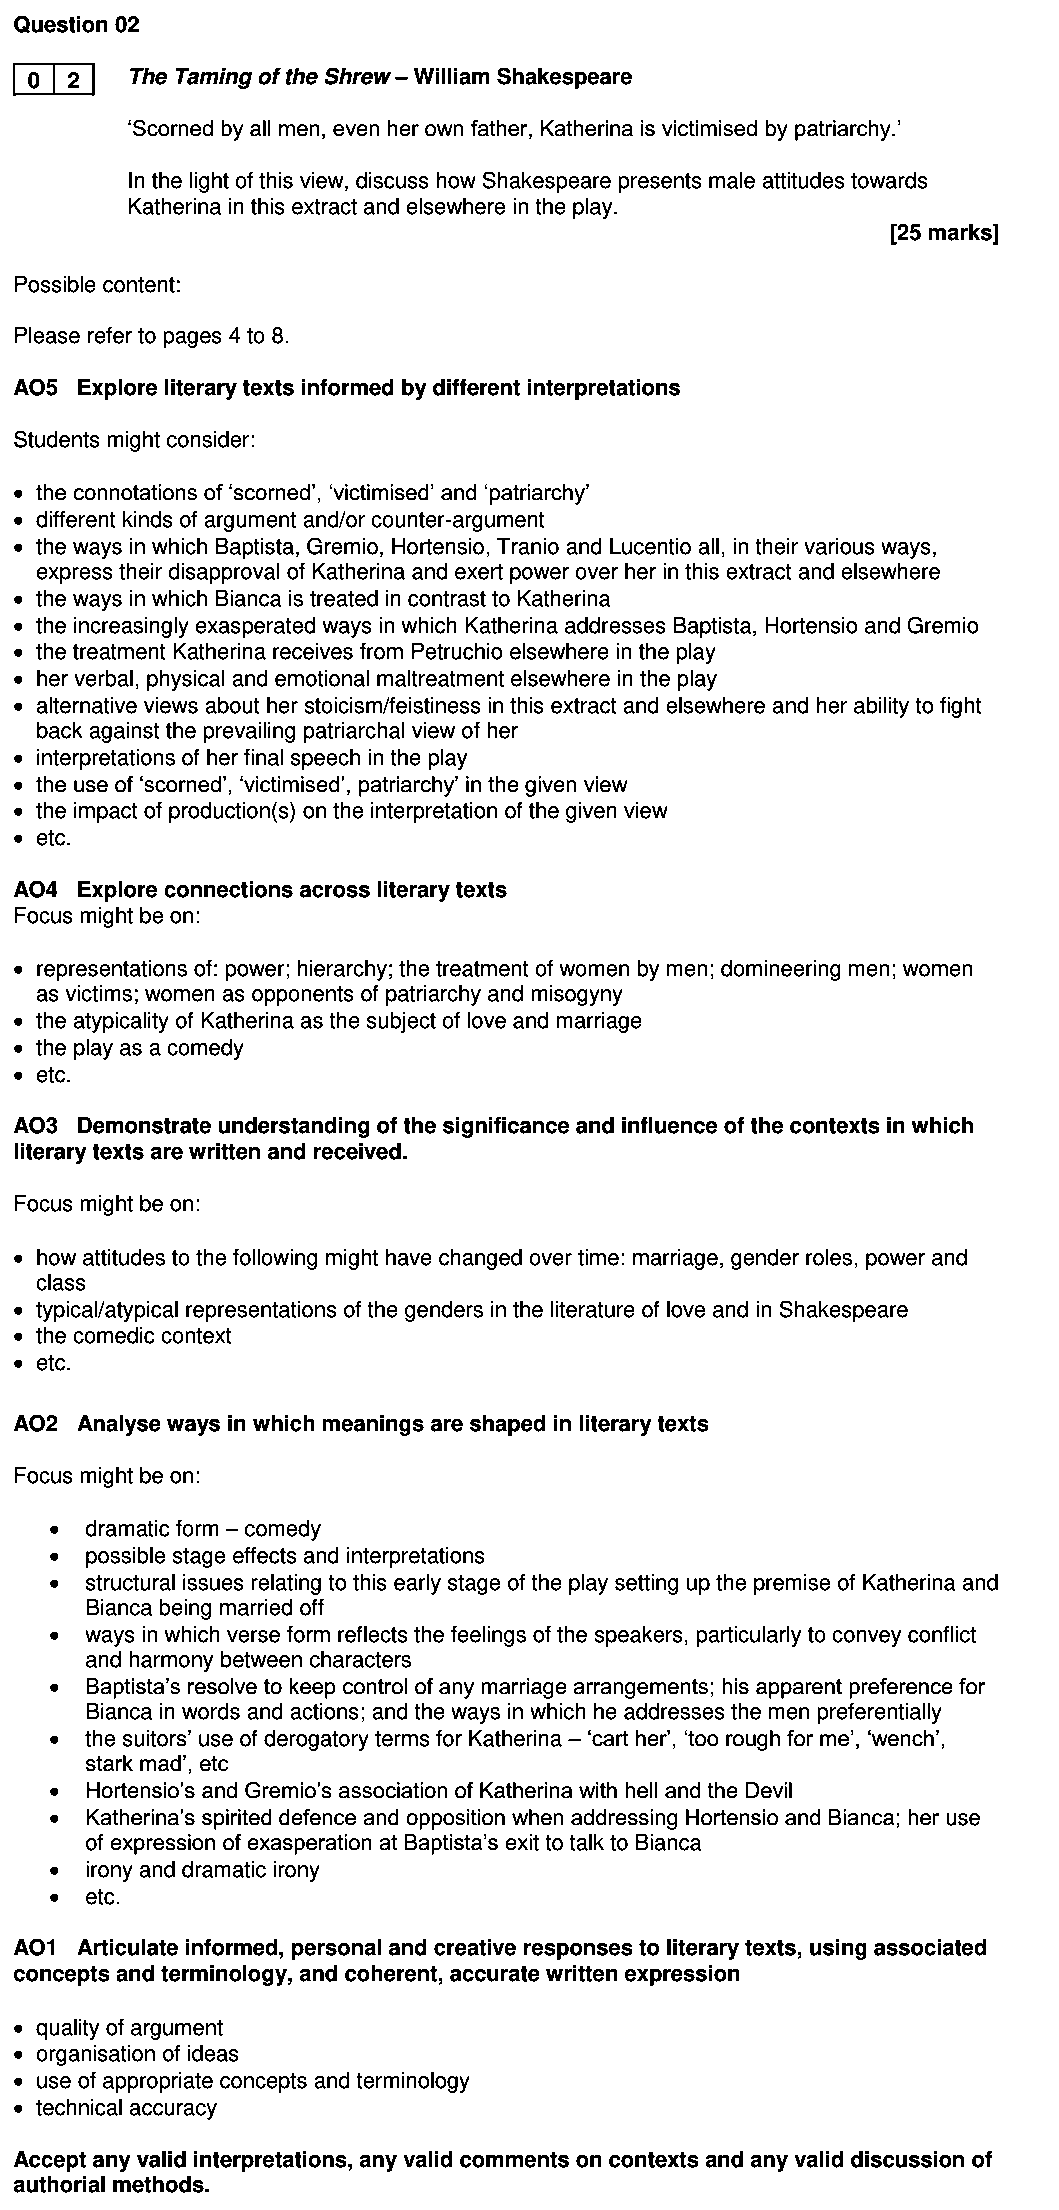 Question 02
0 2 The Taming of the Shrew – William Shakespeare
‘Scorned by all men, even her own father, Katherina is victimised by patriarchy.’
In the light of this view, discuss how Shakespeare presents male attitudes towards
Katherina in this extract and elsewhere in the play.
[25 marks]
Possible content:
Please refer to pages 4 to 8.
AO5 Explore literary texts informed by different interpretations
Students might consider:
• the connotations of ‘scorned’, ‘victimised’ and ‘patriarchy’
• different kinds of argument and/or counter-argument
• the ways in which Baptista, Gremio, Hortensio, Tranio and Lucentio all, in their various ways,
express their disapproval of Katherina and exert power over her in this extract and elsewhere
• the ways in which Bianca is treated in contrast to Katherina
• the increasingly exasperated ways in which Katherina addresses Baptista, Hortensio and Gremio
• the treatment Katherina receives from Petruchio elsewhere in the play
• her verbal, physical and emotional maltreatment elsewhere in the play
• alternative views about her stoicism/feistiness in this extract and elsewhere and her ability to fight
back against the prevailing patriarchal view of her
• interpretations of her final speech in the play
• the use of ‘scorned’, ‘victimised’, patriarchy’ in the given view
• the impact of production(s) on the interpretation of the given view
• etc.
AO4 Explore connections across literary texts
Focus might be on:
• representations of: power; hierarchy; the treatment of women by men; domineering men; women
as victims; women as opponents of patriarchy and misogyny
• the atypicality of Katherina as the subject of love and marriage
• the play as a comedy
• etc.
AO3 Demonstrate understanding of the significance and influence of the contexts in which
literary texts are written and received.
Focus might be on:
• how attitudes to the following might have changed over time: marriage, gender roles, power and
class
• typical/atypical representations of the genders in the literature of love and in Shakespeare
• the comedic context
• etc.
AO2 Analyse ways in which meanings are shaped in literary texts
Focus might be on:
• dramatic form – comedy
• possible stage effects and interpretations
• structural issues relating to this early stage of the play setting up the premise of Katherina and
Bianca being married off
• ways in which verse form reflects the feelings of the speakers, particularly to convey conflict
and harmony between characters
• Baptista’s resolve to keep control of any marriage arrangements; his apparent preference for
Bianca in words and actions; and the ways in which he addresses the men preferentially
• the suitors’ use of derogatory terms for Katherina – ‘cart her’, ‘too rough for me’, ‘wench’,
stark mad’, etc
• Hortensio’s and Gremio’s association of Katherina with hell and the Devil
• Katherina’s spirited defence and opposition when addressing Hortensio and Bianca; her use
of expression of exasperation at Baptista’s exit to talk to Bianca
• irony and dramatic irony
• etc.
AO1 Articulate informed, personal and creative responses to literary texts, using associated
concepts and terminology, and coherent, accurate written expression
• quality of argument
• organisation of ideas
• use of appropriate concepts and terminology
• technical accuracy
Accept any valid interpretations, any valid comments on contexts and any valid discussion of
authorial methods.